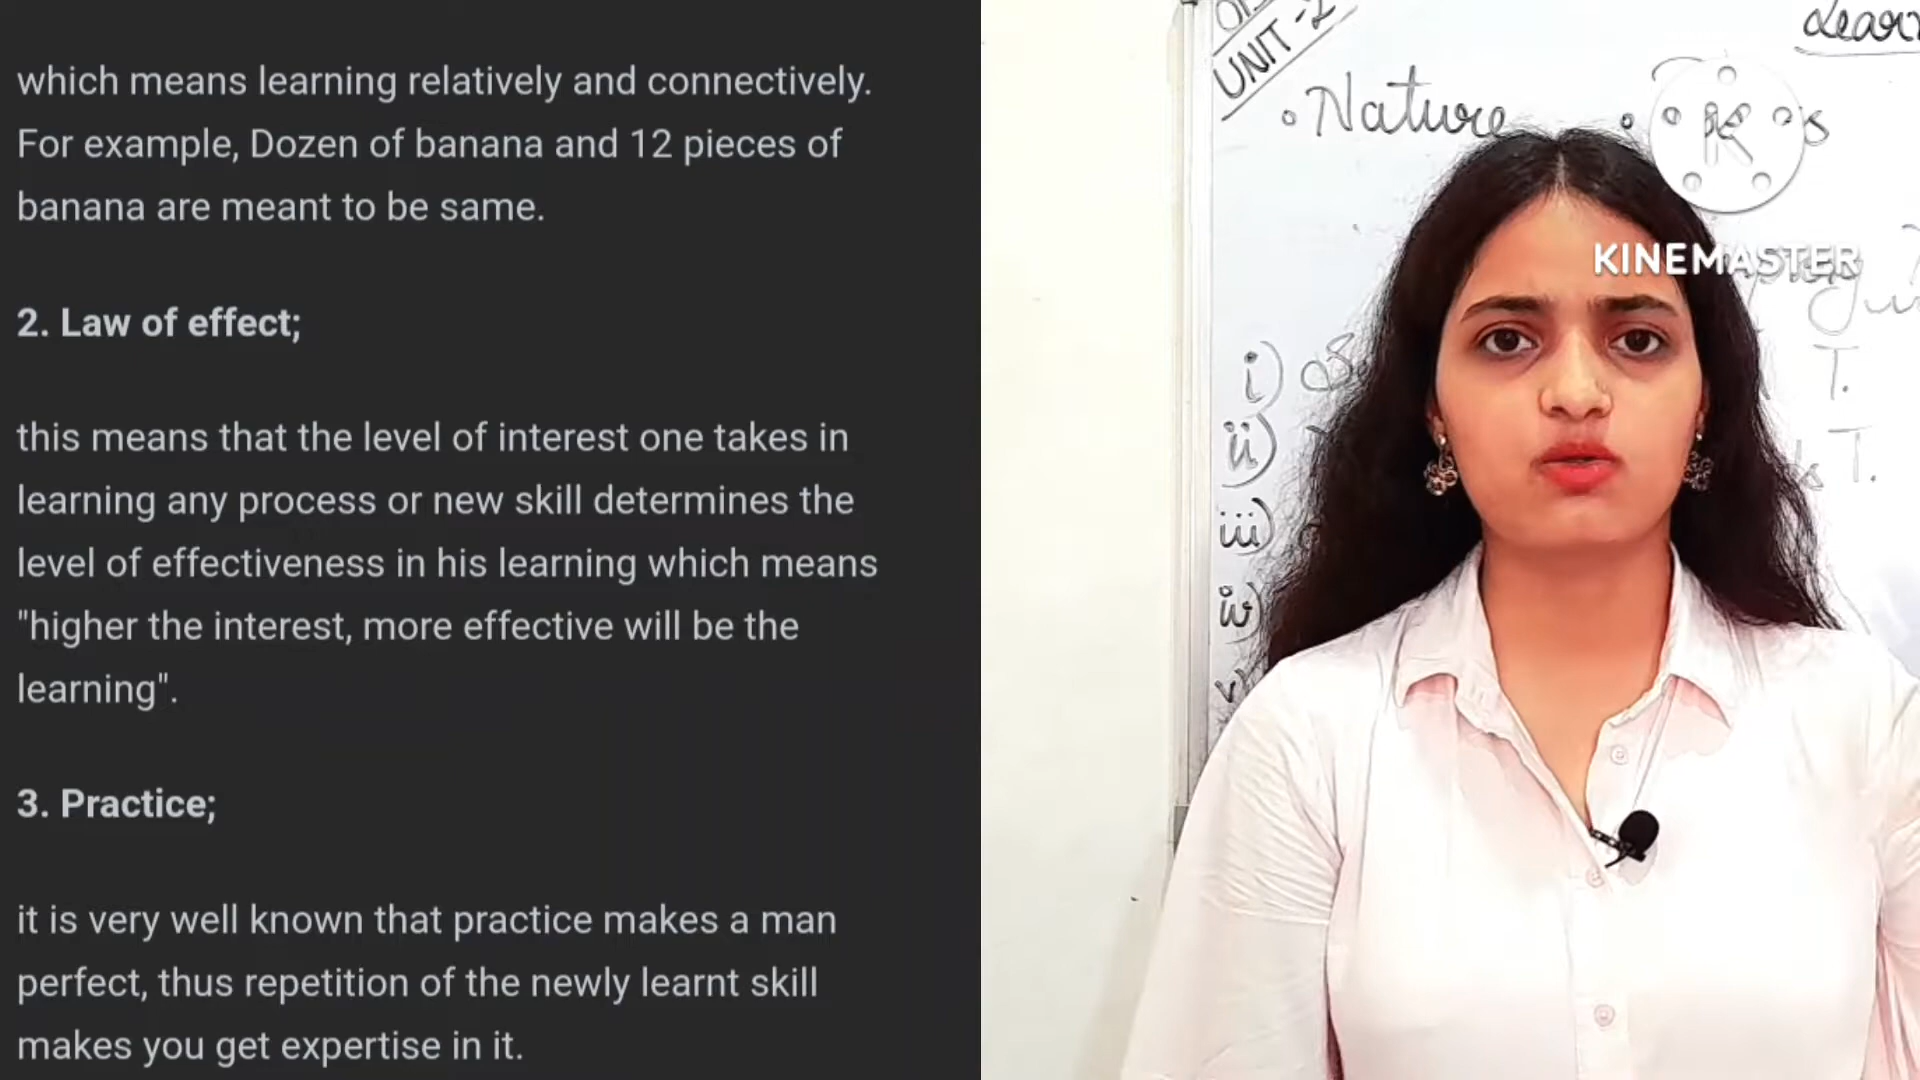 which means learning relatively and connectively.
For example, Dozen of banana and 12 pieces of
banana are meant to be same.
2. Law of effect;
this means that the level of interest one takes in
learning any process or new skill determines the
level of effectiveness in his learning which means
"higher the interest, more effective will be the
learning".
3. Practice;
it is very well known that practice makes a man
perfect, thus repetition of the newly learnt skill
makes you get expertise in it.
UNIT-2
• Nature
KINEMASTER
i)
ii)
iii)
iv)
v)
T.
T.